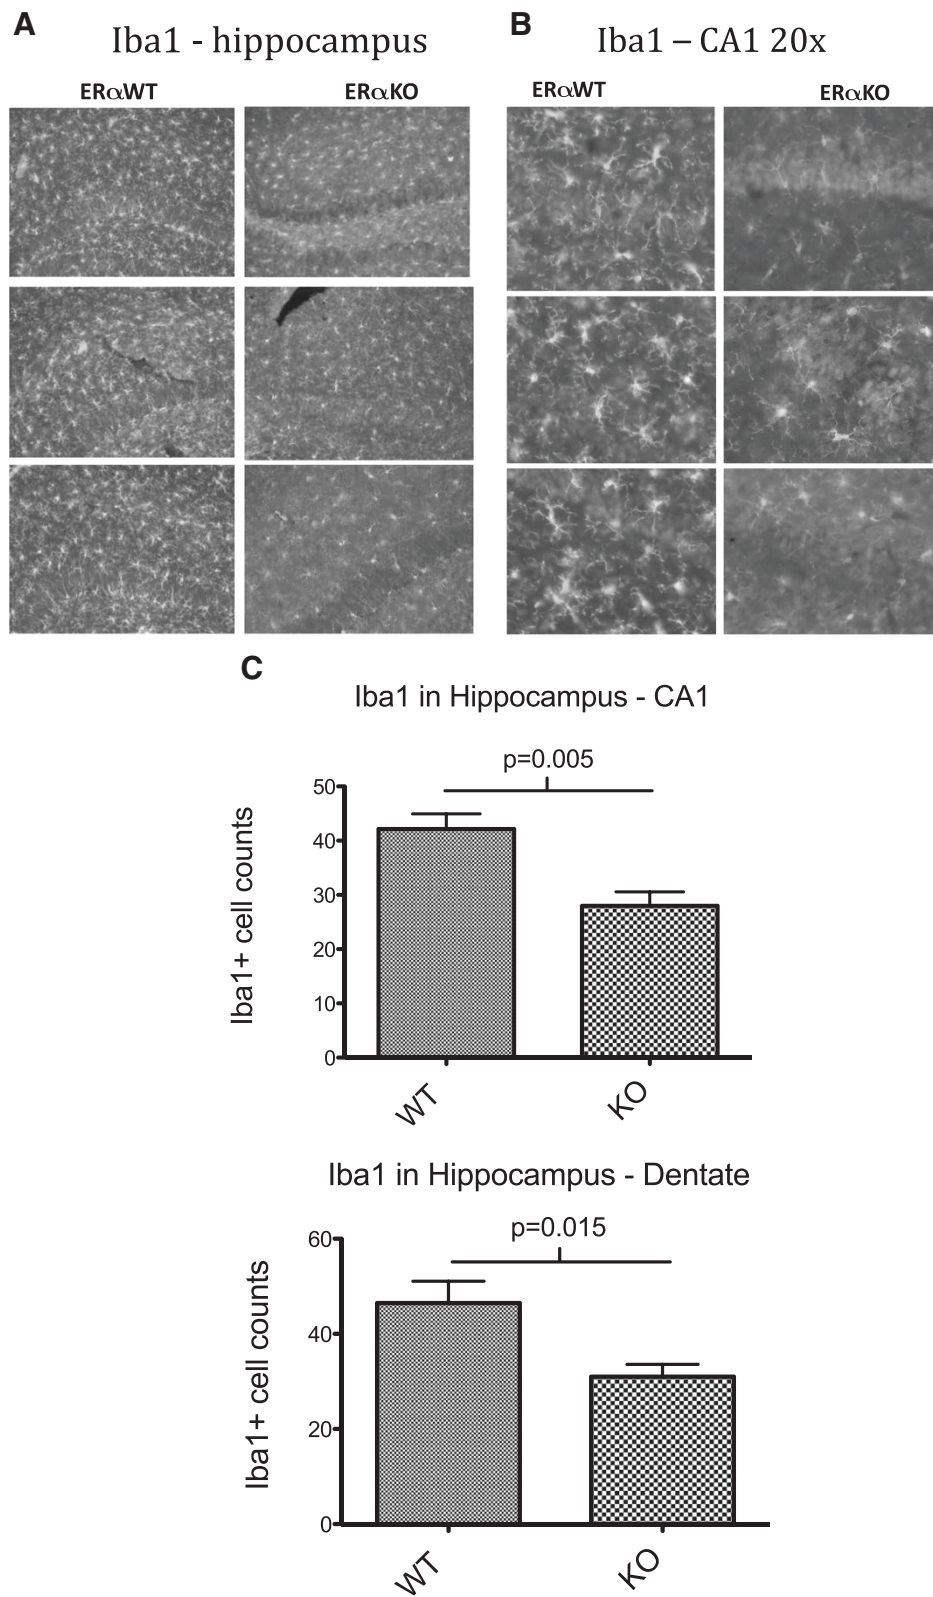 A
Iba1 - hippocampus
ERαWT
ERαKO
B
Iba1 – CA1 20x
ERαWT
ERαKO
C
Iba1 in Hippocampus - CA1
p=0.005
Iba1+ cell counts
50
40
30
20
10
0
WT
KO
Iba1 in Hippocampus - Dentate
p=0.015
Iba1+ cell counts
60
40
20
0
WT
KO